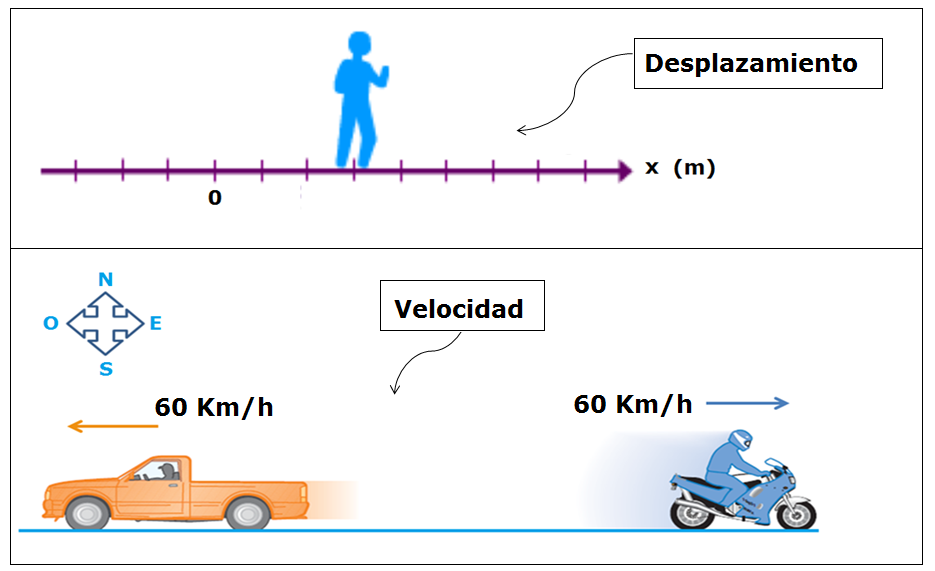 Desplazamiento
x (m)
0
N
O E
S
Velocidad
60 Km/h
60 Km/h